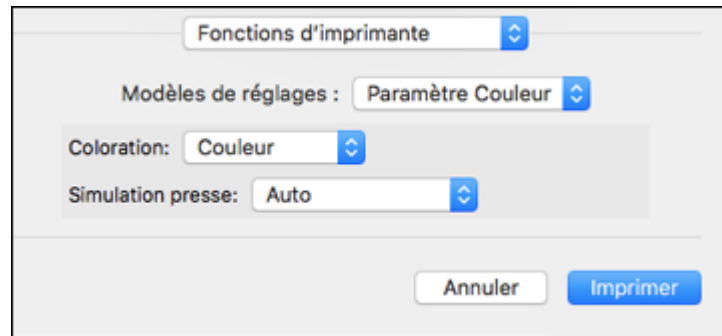 Fonctions d'imprimante
Modèles de réglages : Paramètre Couleur
Coloration: Couleur
Simulation presse: Auto
Annuler Imprimer